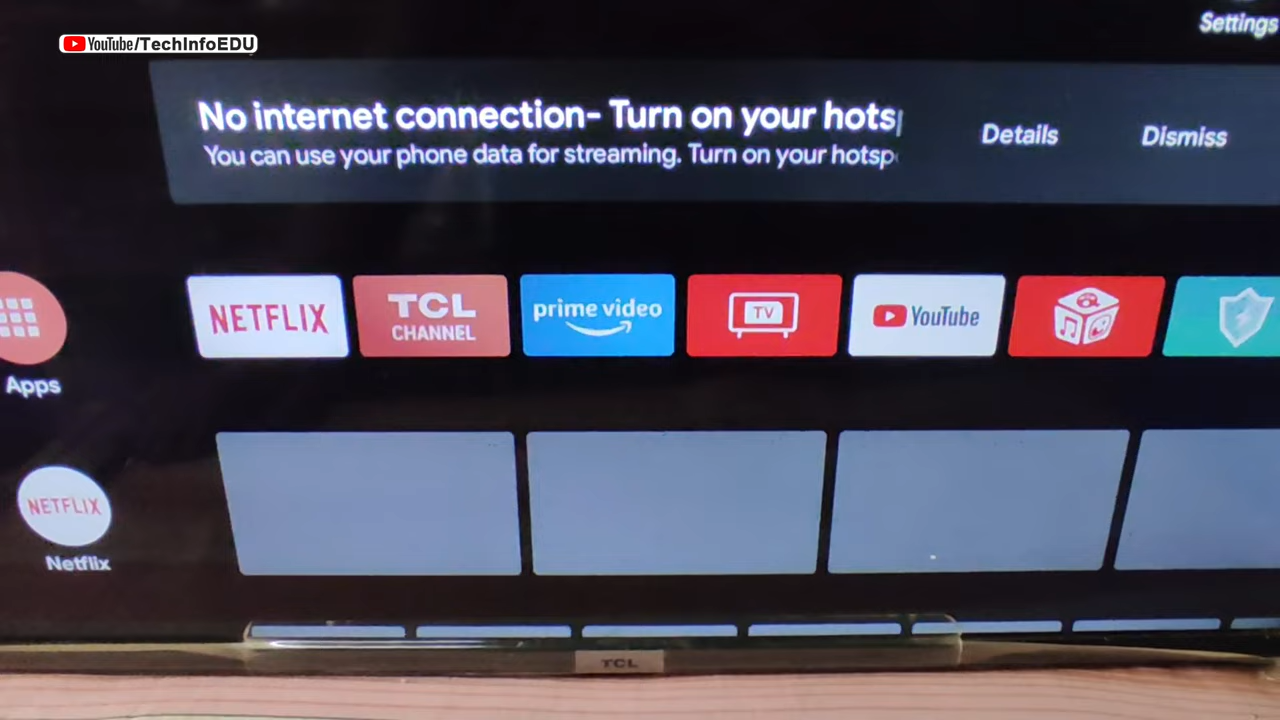 YouTube/TechInfoEDU
Settings
No internet connection- Turn on your hots
You can use your phone data for streaming. Turn on your hotsp
Details
Dismiss
NETFLIX
TCL
CHANNEL
prime video
TV
YouTube
Apps
NETFLIX
Netflix
TCL